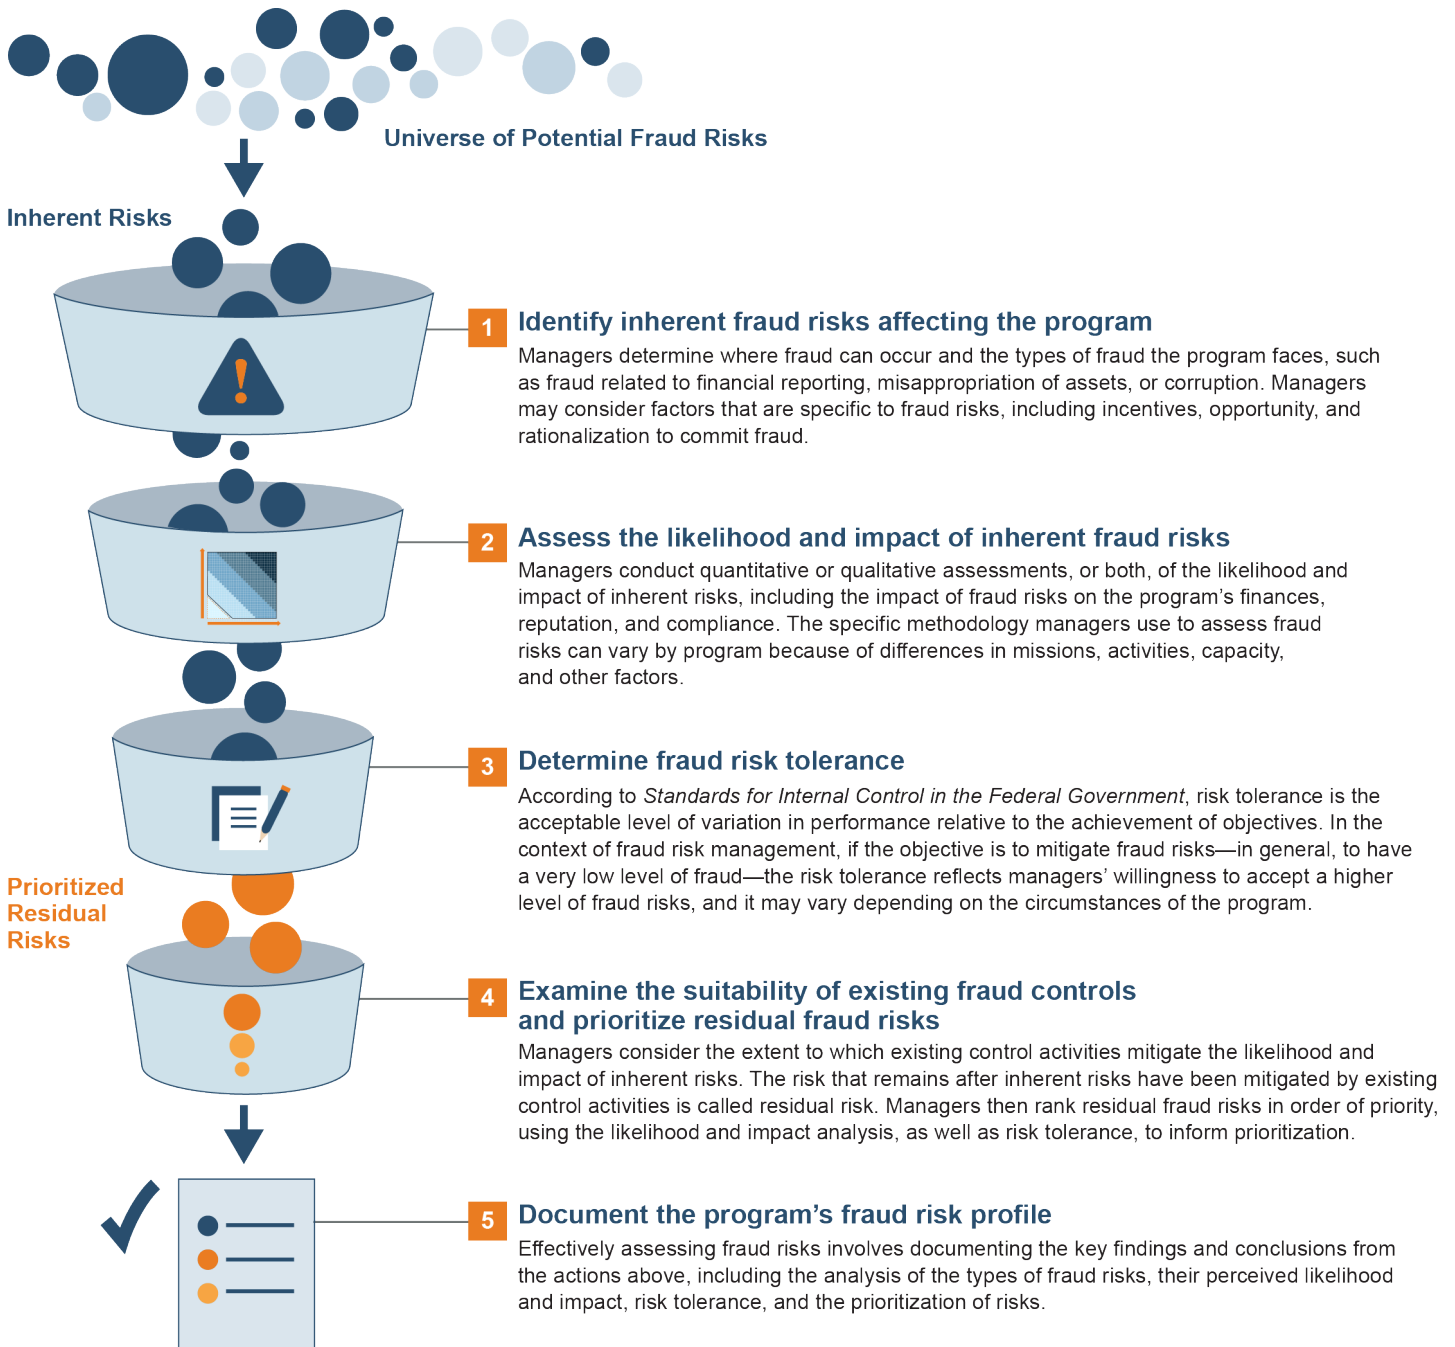 Universe of Potential Fraud Risks
Inherent Risks
1
Identify inherent fraud risks affecting the program
Managers determine where fraud can occur and the types of fraud the program faces, such
as fraud related to financial reporting, misappropriation of assets, or corruption. Managers
may consider factors that are specific to fraud risks, including incentives, opportunity, and
rationalization to commit fraud.
2
Assess the likelihood and impact of inherent fraud risks
Managers conduct quantitative or qualitative assessments, or both, of the likelihood and
impact of inherent risks, including the impact of fraud risks on the program’s finances,
reputation, and compliance. The specific methodology managers use to assess fraud
risks can vary by program because of differences in missions, activities, capacity,
and other factors.
3
Determine fraud risk tolerance
According to Standards for Internal Control in the Federal Government, risk tolerance is the
acceptable level of variation in performance relative to the achievement of objectives. In the
context of fraud risk management, if the objective is to mitigate fraud risks—in general, to have
a very low level of fraud—the risk tolerance reflects managers’ willingness to accept a higher
level of fraud risks, and it may vary depending on the circumstances of the program.
Prioritized
Residual
Risks
4
Examine the suitability of existing fraud controls
and prioritize residual fraud risks
Managers consider the extent to which existing control activities mitigate the likelihood and
impact of inherent risks. The risk that remains after inherent risks have been mitigated by existing
control activities is called residual risk. Managers then rank residual fraud risks in order of priority,
using the likelihood and impact analysis, as well as risk tolerance, to inform prioritization.
5
Document the program’s fraud risk profile
Effectively assessing fraud risks involves documenting the key findings and conclusions from
the actions above, including the analysis of the types of fraud risks, their perceived likelihood
and impact, risk tolerance, and the prioritization of risks.